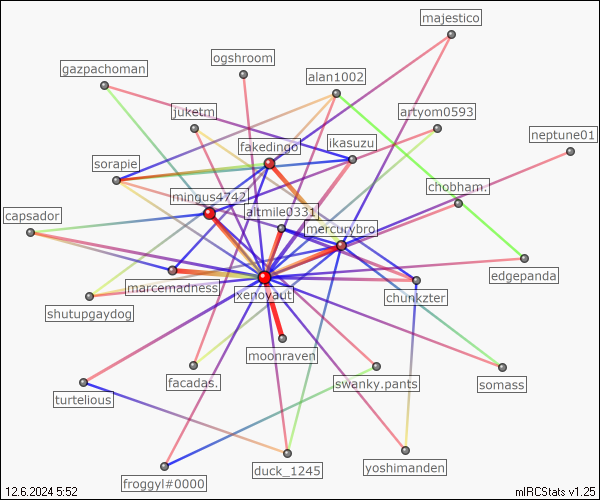 majestico
ogshroom
gazpachoman
alan1002
juketm
artyom0593
neptune01
fakedingo
ikasuzu
sorapie
chobham.
mingus4742
capsador
altmile0331
mercurybro
edgepanda
marcemadness
xenoyaut
chunkzter
shutupgaydog
moonraven
facadas.
swanky.pants
somass
turtelious
duck_1245
yoshimanden
froggyl#0000
12.6.2024 5:52
mIRCStats v1.25